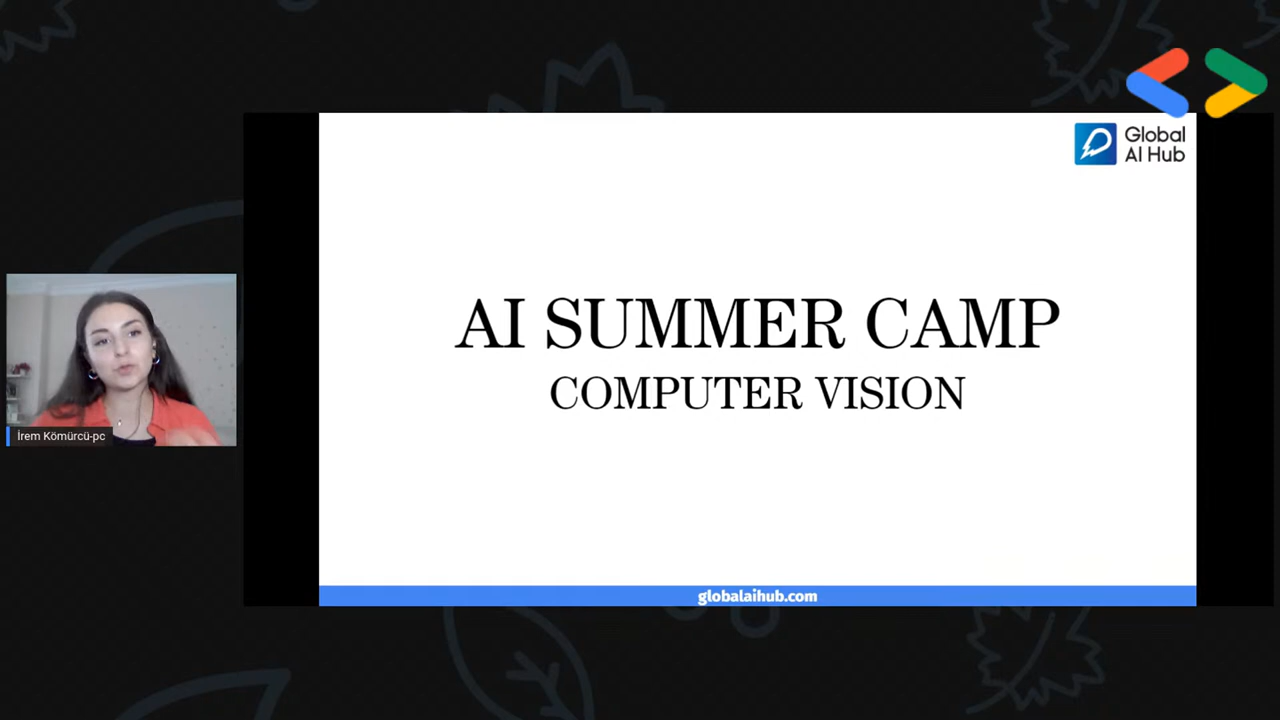 Global
AI Hub
AI SUMMER CAMP
COMPUTER VISION
İrem Kömürcü-pc
globalaihub.com